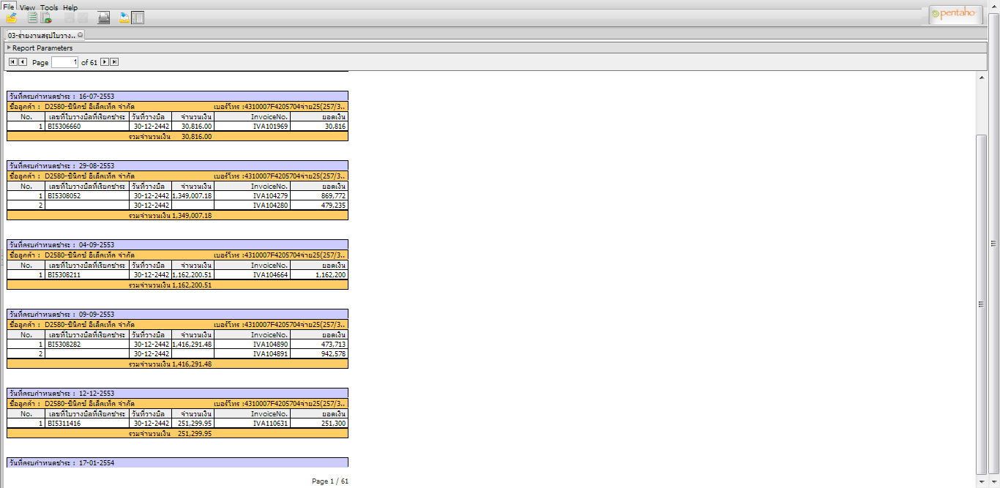 File View Tools Help
pentaho
03-รายงานสรุปใบวาง..
Report Parameters
Page 1 of 61
วันที่ครบกำหนดชำระ : 16-07-2553
ชื่อลูกค้า : D2580-ซินิกซ์ อิเล็คเท็ค จำกัด เบอร์โทร :4310007F4205704จ่าย25(257/3..
No. เลขที่ใบวางบิลที่เรียกชำระ วันที่วางบิล จำนวนเงิน InvoiceNo. ยอดเงิน
1 BI5306660 30-12-2442 30,816.00 IVA101969 30,816
รวมจำนวนเงิน 30,816.00
วันที่ครบกำหนดชำระ : 29-08-2553
ชื่อลูกค้า : D2580-ซินิกซ์ อิเล็คเท็ค จำกัด เบอร์โทร :4310007F4205704จ่าย25(257/3..
No. เลขที่ใบวางบิลที่เรียกชำระ วันที่วางบิล จำนวนเงิน InvoiceNo. ยอดเงิน
1 BI5308052 30-12-2442 1,349,007.18 IVA104279 869,772
2 30-12-2442 IVA104280 479,235
รวมจำนวนเงิน 1,349,007.18
วันที่ครบกำหนดชำระ : 04-09-2553
ชื่อลูกค้า : D2580-ซินิกซ์ อิเล็คเท็ค จำกัด เบอร์โทร :4310007F4205704จ่าย25(257/3..
No. เลขที่ใบวางบิลที่เรียกชำระ วันที่วางบิล จำนวนเงิน InvoiceNo. ยอดเงิน
1 BI5308211 30-12-2442 1,162,200.51 IVA104664 1,162,200
รวมจำนวนเงิน 1,162,200.51
วันที่ครบกำหนดชำระ : 09-09-2553
ชื่อลูกค้า : D2580-ซินิกซ์ อิเล็คเท็ค จำกัด เบอร์โทร :4310007F4205704จ่าย25(257/3..
No. เลขที่ใบวางบิลที่เรียกชำระ วันที่วางบิล จำนวนเงิน InvoiceNo. ยอดเงิน
1 BI5308282 30-12-2442 1,416,291.48 IVA104890 473,713
2 30-12-2442 IVA104891 942,578
รวมจำนวนเงิน 1,416,291.48
วันที่ครบกำหนดชำระ : 12-12-2553
ชื่อลูกค้า : D2580-ซินิกซ์ อิเล็คเท็ค จำกัด เบอร์โทร :4310007F4205704จ่าย25(257/3..
No. เลขที่ใบวางบิลที่เรียกชำระ วันที่วางบิล จำนวนเงิน InvoiceNo. ยอดเงิน
1 BI5311416 30-12-2442 251,299.95 IVA110631 251,300
รวมจำนวนเงิน 251,299.95
วันที่ครบกำหนดชำระ : 17-01-2554
Page 1 / 61